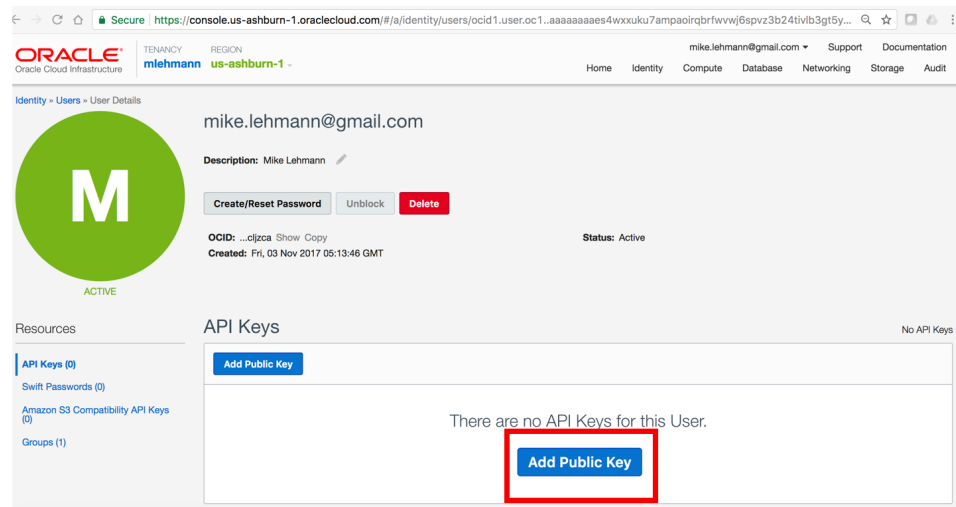 Secure https://console.us-ashburn-1.oraclecloud.com/#/a/identity/users/ocid1.user.oc1..aaaaaaaaes4wxxuku7ampaoirqbrfwvwj6spvz3b24tivlb3gt5y...
ORACLE®
Oracle Cloud Infrastructure
TENANCY
mlehmann
REGION
us-ashburn-1
mike.lehmann@gmail.com Support Documentation
Home Identity Compute Database Networking Storage Audit
Identity » Users » User Details
M
ACTIVE
mike.lehmann@gmail.com
Description: Mike Lehmann
Create/Reset Password Unblock Delete
OCID: ...cljzca Show Copy
Status: Active
Created: Fri, 03 Nov 2017 05:13:46 GMT
Resources
API Keys (0)
Swift Passwords (0)
Amazon S3 Compatibility API Keys
(0)
Groups (1)
API Keys
No API Keys
Add Public Key
There are no API Keys for this User.
Add Public Key